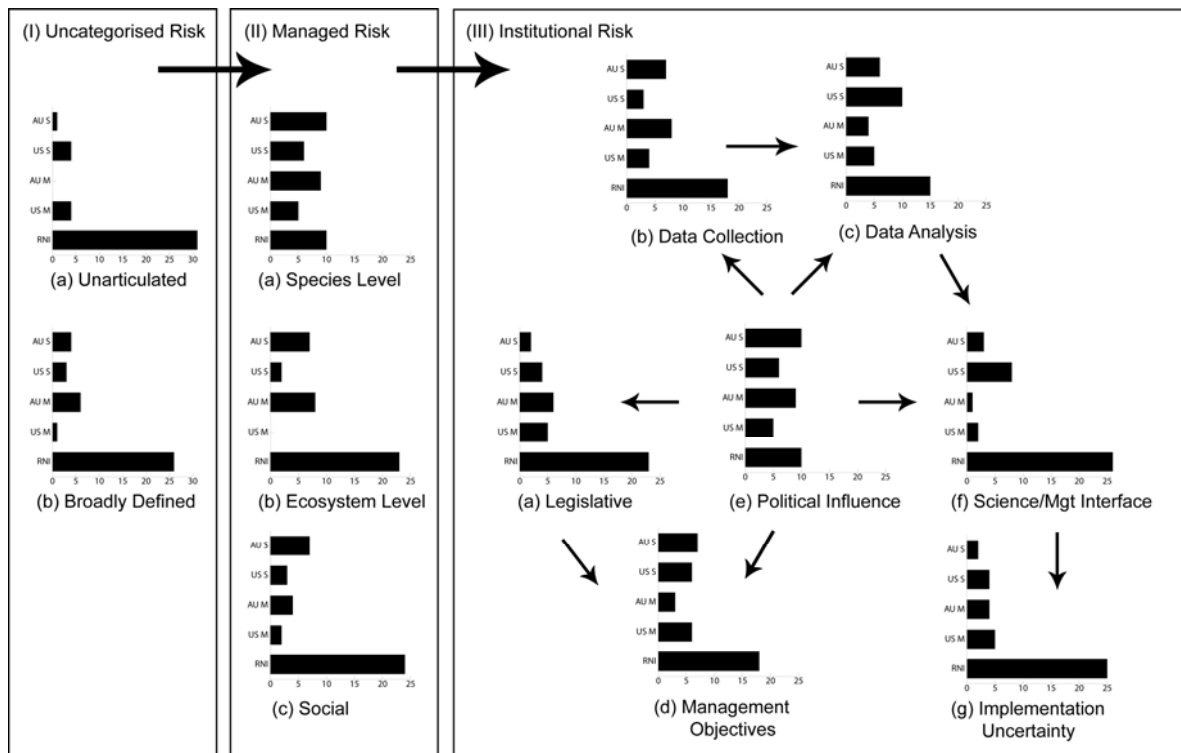 (I) Uncategorised Risk
AU S
US S
AU M
US M
RNI
0 5 10 15 20 25 30
(a) Unarticulated
AU S
US S
AU M
US M
RNI
0 5 10 15 20 25 30
(b) Broadly Defined
(II) Managed Risk
AU S
US S
AU M
US M
RNI
0 5 10 15 20 25
(a) Species Level
AU S
US S
AU M
US M
RNI
0 5 10 15 20 25
(b) Ecosystem Level
AU S
US S
AU M
US M
RNI
0 5 10 15 20 25
(c) Social
(III) Institutional Risk
AU S
US S
AU M
US M
RNI
0 5 10 15 20 25
(b) Data Collection
AU S
US S
AU M
US M
RNI
0 5 10 15 20 25
(c) Data Analysis
AU S
US S
AU M
US M
RNI
0 5 10 15 20 25
(a) Legislative
AU S
US S
AU M
US M
RNI
0 5 10 15 20 25
(e) Political Influence
AU S
US S
AU M
US M
RNI
0 5 10 15 20 25
(f) Science/Mgt Interface
AU S
US S
AU M
US M
RNI
0 5 10 15 20 25
(d) Management
Objectives
AU S
US S
AU M
US M
RNI
0 5 10 15 20 25
(g) Implementation
Uncertainty